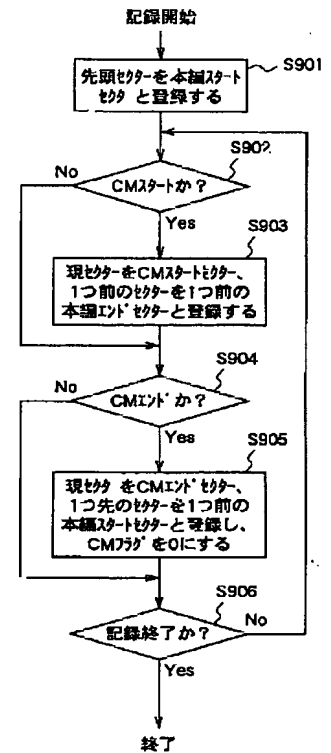 記録開始
先頭セクターを本編スタート
セクタ と登録する
S901
CMスタートか？
S902
No
Yes
現セクターをCMスタートセクター、
1つ前のセクターを1つ前の
本編エンドセクターと登録する
S903
CMエンドか？
S904
No
Yes
現セクタ をCMエンドセクター、
1つ先のセクターを1つ前の
本編スタートセクターと登録し、
CMフラグを0にする
S905
記録終了か？
S906
No
Yes
終了